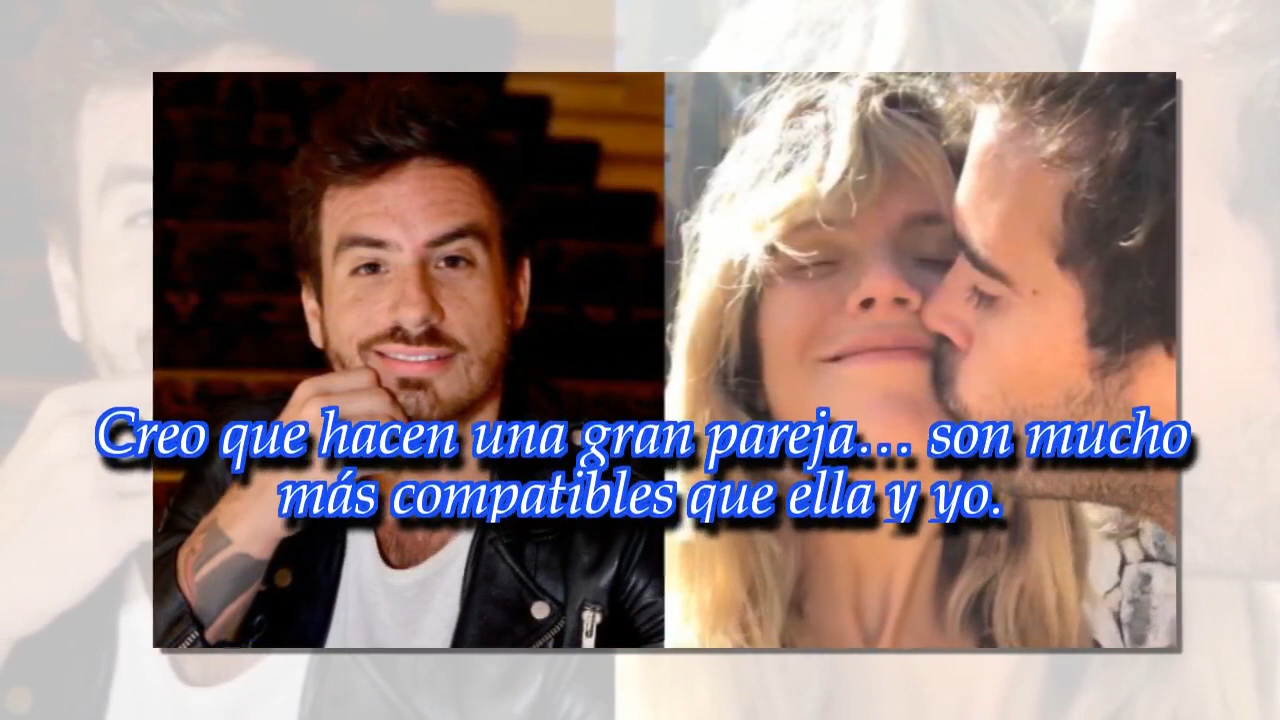 Creo que hacen una gran pareja... son mucho
más compatibles que ella y yo.